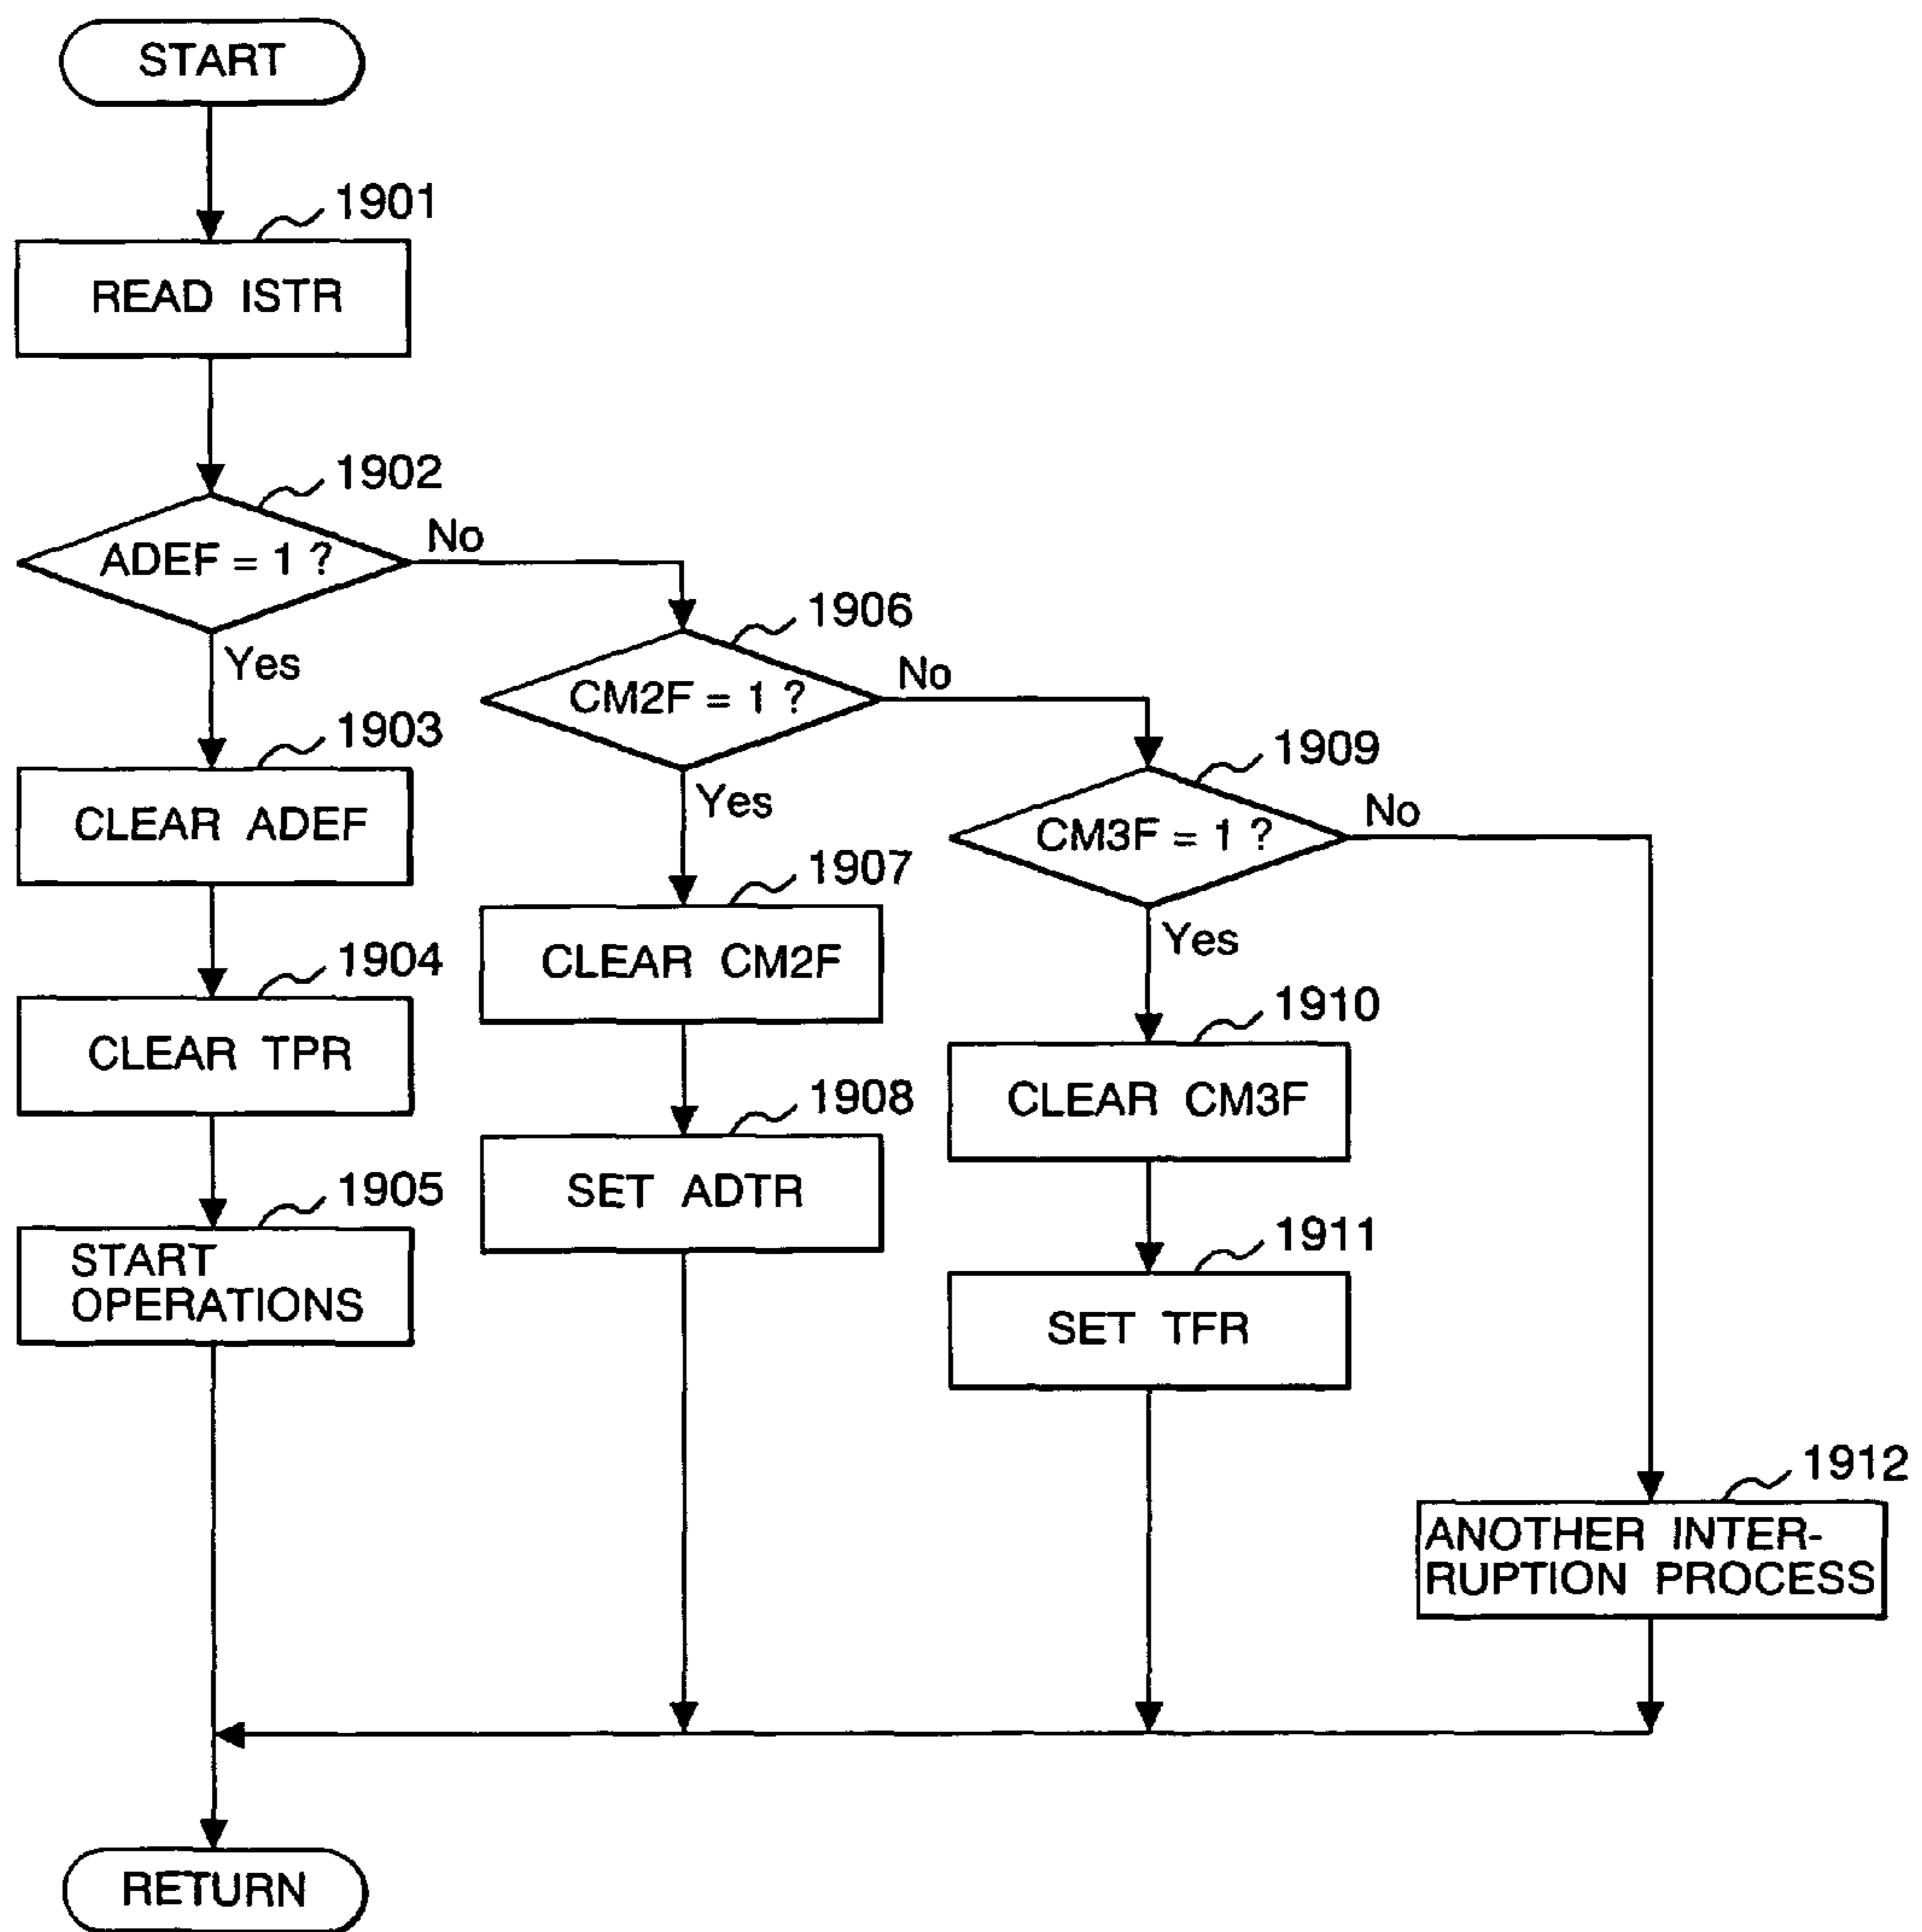 START
1901
READ ISTR
1902
ADEF = 1 ?
No
Yes
1906
CM2F = 1 ?
No
Yes
1909
CM3F = 1 ?
No
Yes
1903
CLEAR ADEF
1904
CLEAR TPR
1905
START
OPERATIONS
1907
CLEAR CM2F
1908
SET ADTR
1910
CLEAR CM3F
1911
SET TFR
1912
ANOTHER INTER-
RUPTION PROCESS
RETURN